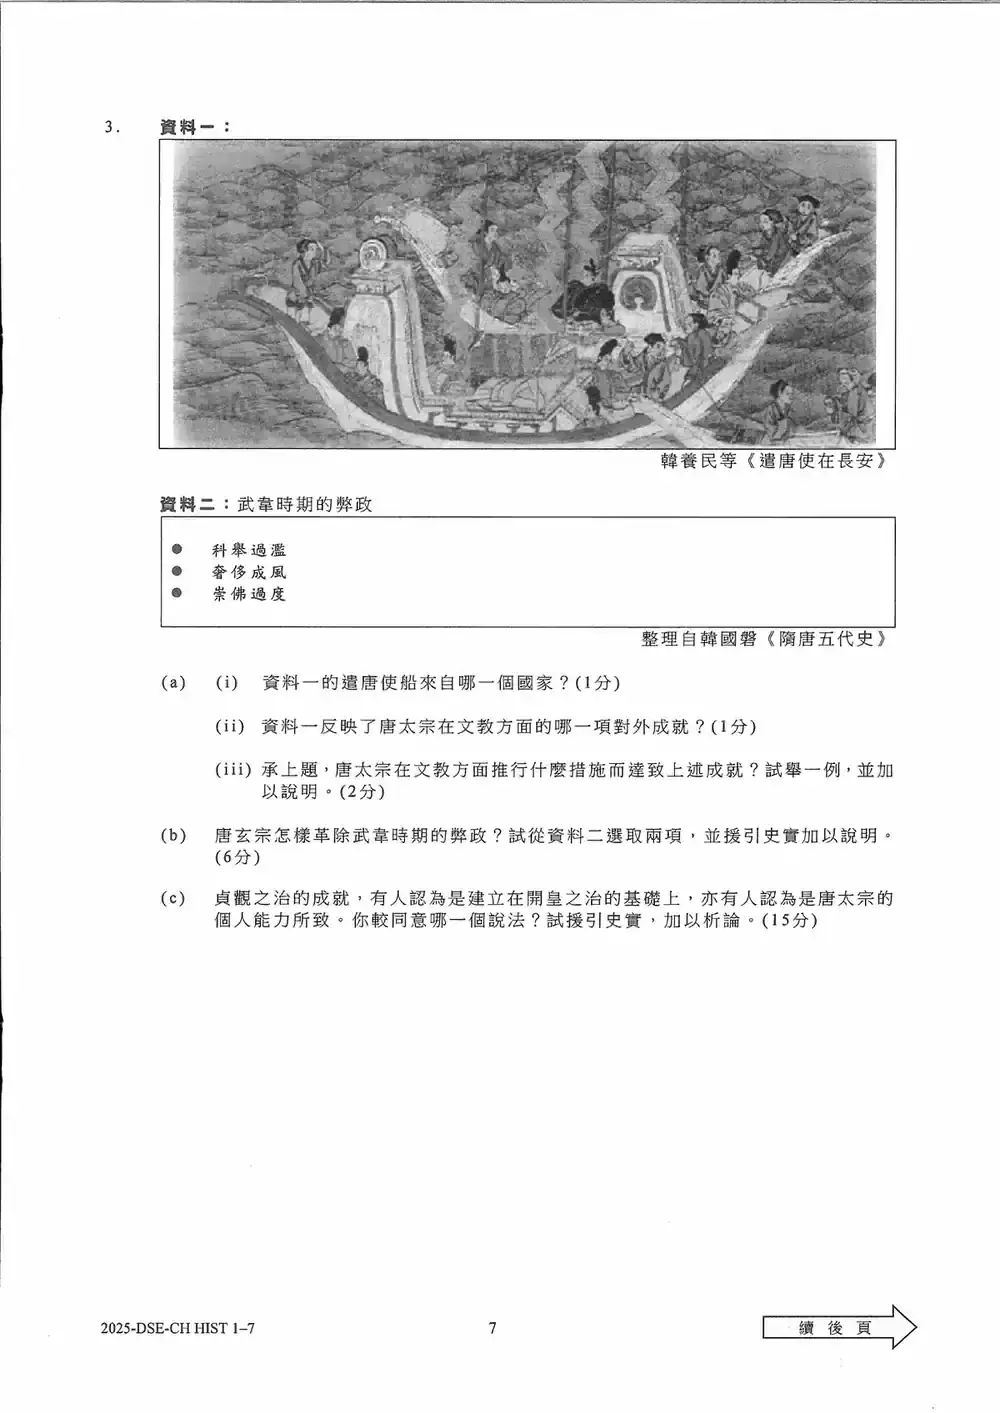 3. 資料一：
韓養民等《遣唐使在長安》
資料二：武韋時期的弊政
● 科舉過濫
● 奢侈成風
● 崇佛過度
整理自韓國磐《隋唐五代史》
(a) (i) 資料一的遣唐使船來自哪一個國家？(1分)
(ii) 資料一反映了唐太宗在文教方面的哪一項對外成就？(1分)
(iii) 承上題，唐太宗在文教方面推行什麼措施而達致上述成就？試舉一例，並加
以說明。(2分)
(b) 唐玄宗怎樣革除武韋時期的弊政？試從資料二選取兩項，並援引史實加以說明。
(6分)
(c) 貞觀之治的成就，有人認為是建立在開皇之治的基礎上，亦有人認為是唐太宗的
個人能力所致。你較同意哪一個說法？試援引史實，加以析論。(15分)
2025-DSE-CH HIST 1–7
7
續後頁